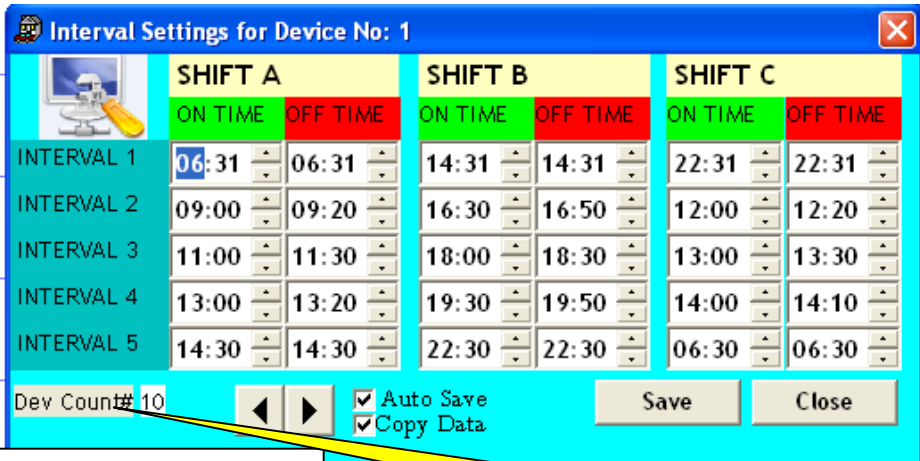 Interval Settings for Device No: 1
SHIFT A SHIFT B SHIFT C
ON TIME OFF TIME ON TIME OFF TIME ON TIME OFF TIME
INTERVAL 1 06:31 06:31 14:31 14:31 22:31 22:31
INTERVAL 2 09:00 09:20 16:30 16:50 12:00 12:20
INTERVAL 3 11:00 11:30 18:00 18:30 13:00 13:30
INTERVAL 4 13:00 13:20 19:30 19:50 14:00 14:10
INTERVAL 5 14:30 14:30 22:30 22:30 06:30 06:30
Dev Count# 10 Auto Save Save Close
Copy Data